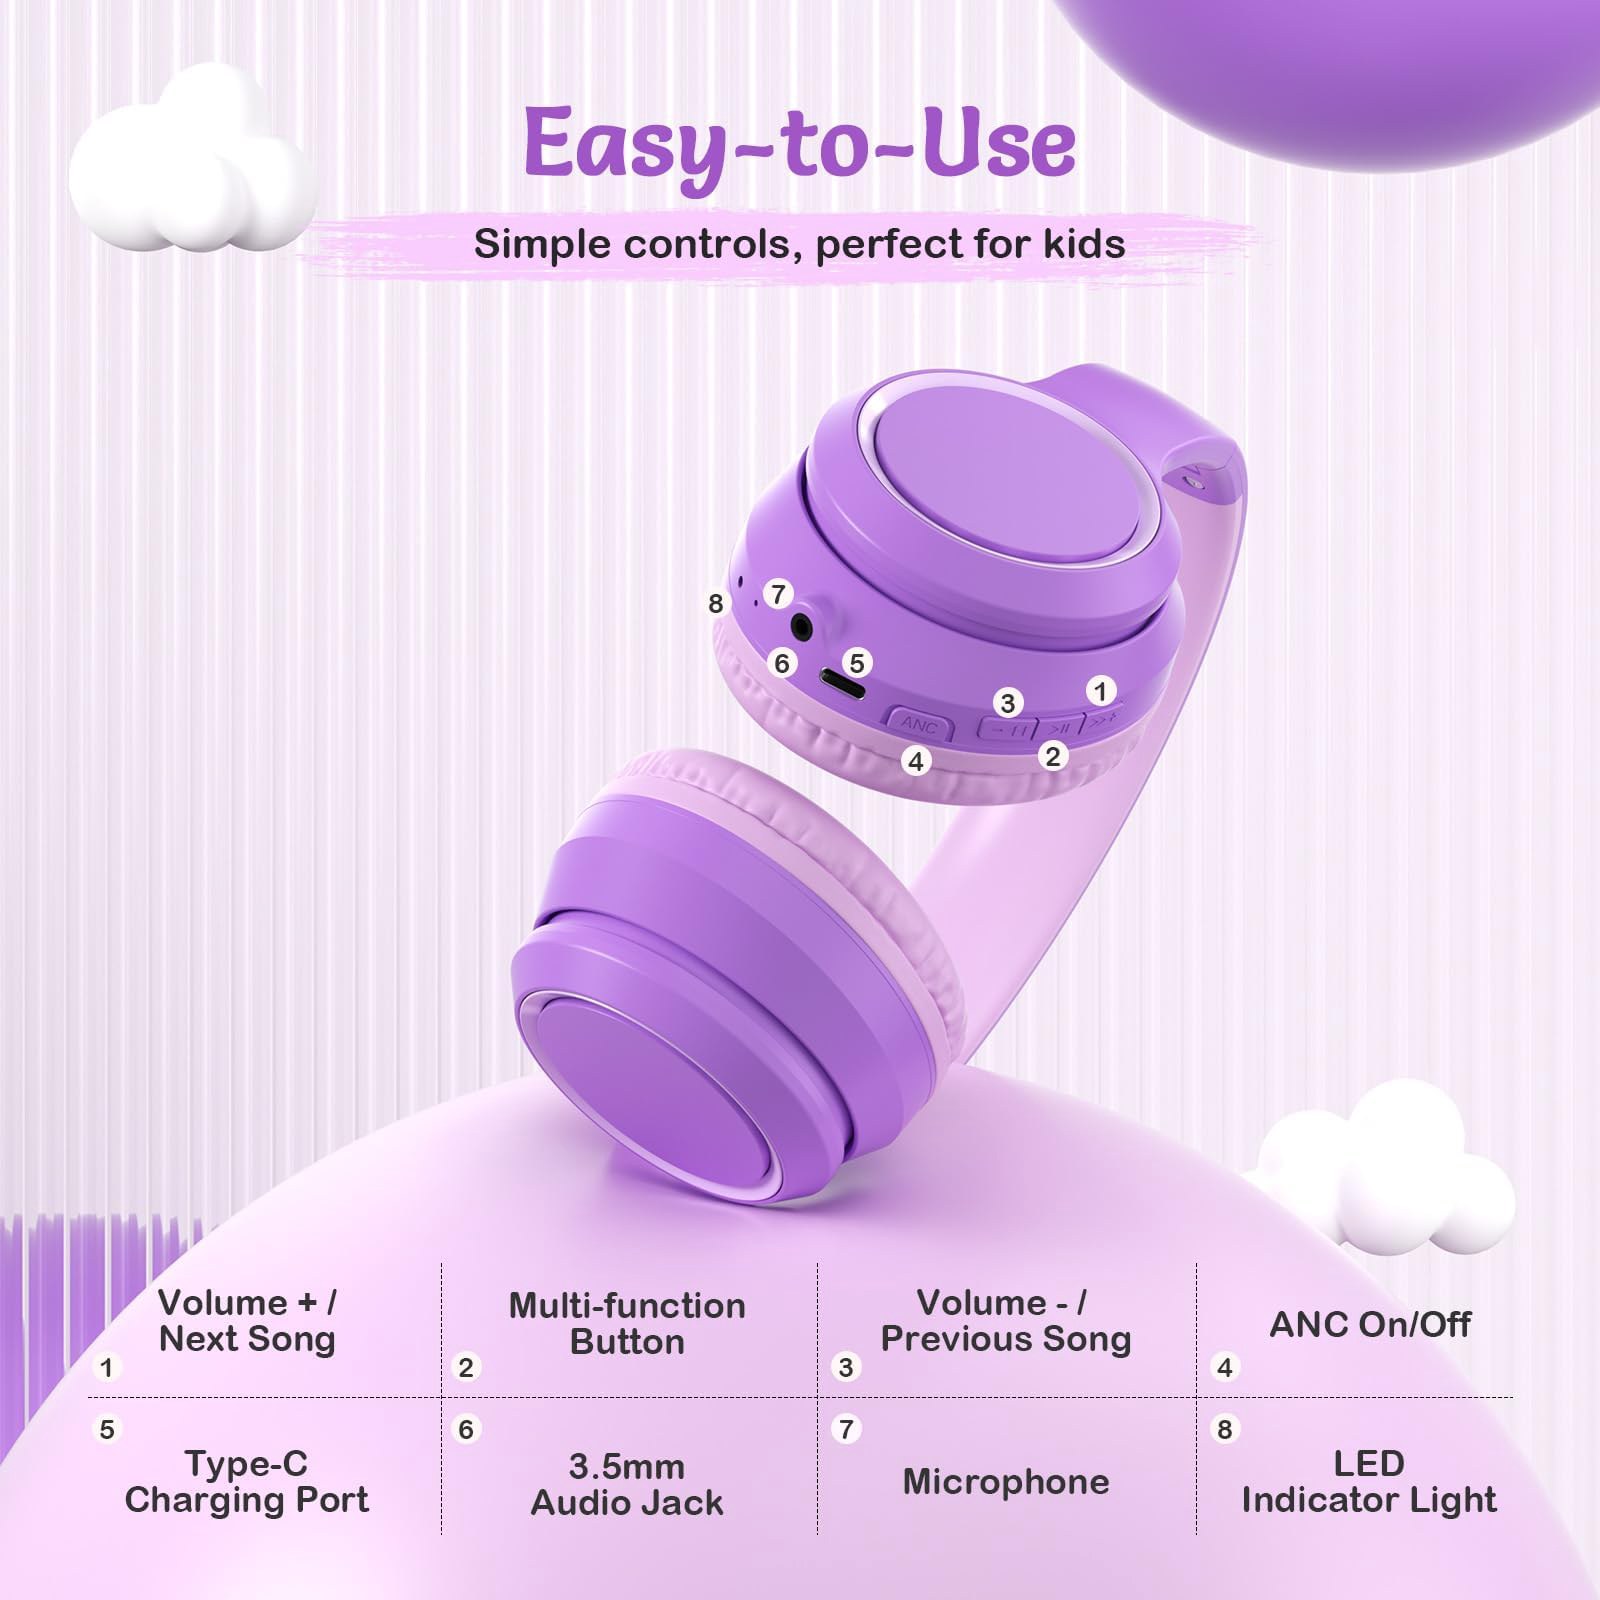 Easy-to-Use
Simple controls, perfect for kids
8
7
6
5
3
1
ANC
4
2
Volume + /
Next Song
1
Multi-function
Button
2
Volume - /
Previous Song
3
ANC On/Off
4
5
Type-C
Charging Port
6
3.5mm
Audio Jack
7
Microphone
8
LED
Indicator Light